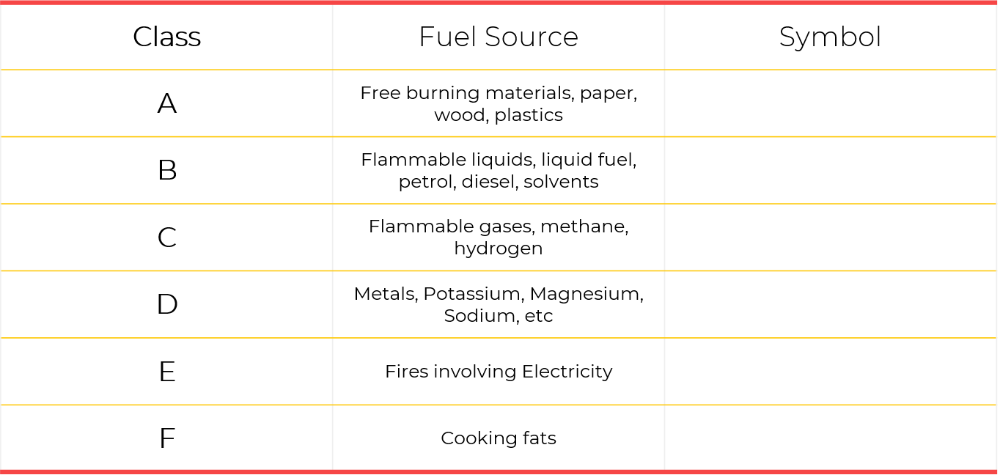 Class Fuel Source Symbol
A Free burning materials, paper,
wood, plastics
B Flammable liquids, liquid fuel,
petrol, diesel, solvents
C Flammable gases, methane,
hydrogen
D Metals, Potassium, Magnesium,
Sodium, etc
E Fires involving Electricity
F Cooking fats